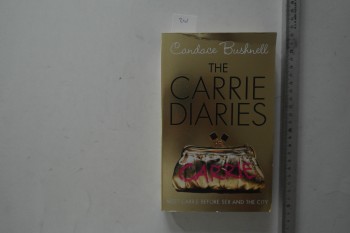 Candace Bushnell
THE
CARRIE
DIARIES
CARRIE
BEFORE SEX AND THE CITY